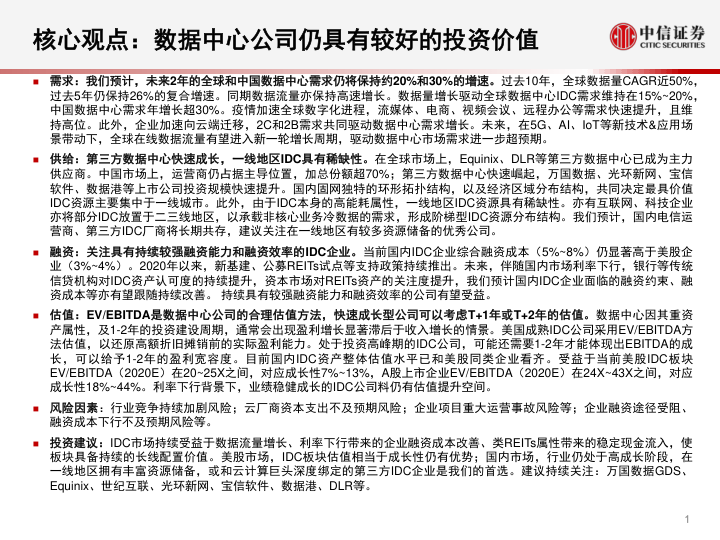 核心观点：数据中心公司仍具有较好的投资价值
中信证券
CITIC SECURITIES
需求：我们预计，未来2年的全球和中国数据中心需求仍将保持约20%和30%的增速。过去10年，全球数据量CAGR近50%，
过去5年仍保持26%的复合增速。同期数据流量亦保持高速增长。数据量增长驱动全球数据中心IDC需求维持在15%~20%，
中国数据中心需求年增长超30%。疫情加速全球数字化进程，流媒体、电商、视频会议、远程办公等需求快速提升，且维
持高位。此外，企业加速向云端迁移，2C和2B需求共同驱动数据中心需求增长。未来，在5G、AI、IoT等新技术&应用场
景带动下，全球在线数据流量有望进入新一轮增长周期，驱动数据中心市场需求进一步超预期。
供给：第三方数据中心快速成长，一线地区IDC具有稀缺性。在全球市场上，Equinix、DLR等第三方数据中心已成为主力
供应商。中国市场上，运营商仍占据主导位置，加总份额超70%；第三方数据中心快速崛起，万国数据、光环新网、宝信
软件、数据港等上市公司投资规模快速提升。国内固网独特的环形拓扑结构，以及经济区域分布结构，共同决定最具价值
IDC资源主要集中于一线城市。此外，由于IDC本身的高能耗属性，一线地区IDC资源具有稀缺性。亦有互联网、科技企业
亦将部分IDC放置于二三线地区，以承载非核心业务冷数据的需求，形成阶梯型IDC资源分布结构。我们预计，国内电信运
营商、第三方IDC厂商将长期共存，建议关注在一线地区有较多资源储备的优秀公司。
融资：关注具有持续较强融资能力和融资效率的IDC企业。当前国内IDC企业综合融资成本（5%~8%）仍显著高于美股企
业（3%~4%）。2020年以来，新基建、公募REITs试点等支持政策持续推出。未来，伴随国内市场利率下行，银行等传统
信贷机构对IDC资产认可度的持续提升，资本市场对REITs资产的关注度提升，我们预计国内IDC企业面临的融资约束、融
资成本等亦有望跟随持续改善。 持续具有较强融资能力和融资效率的公司有望受益。
估值：EV/EBITDA是数据中心公司的合理估值方法，快速成长型公司可以考虑T+1年或T+2年的估值。数据中心因其重资
产属性，及1-2年的投资建设周期，通常会出现盈利增长显著滞后于收入增长的情景。美国成熟IDC公司采用EV/EBITDA方
法估值，以还原高额折旧摊销前的实际盈利能力。处于投资高峰期的IDC公司，可能还需要1-2年才能体现出EBITDA的成
长，可以给予1-2年的盈利宽容度。目前国内IDC资产整体估值水平已和美股同类企业看齐。受益于当前美股IDC板块
EV/EBITDA（2020E）在20~25X之间，对应成长性7%~13%，A股上市企业EV/EBITDA（2020E）在24X~43X之间，对应
成长性18%~44%。利率下行背景下，业绩稳健成长的IDC公司料仍有估值提升空间。
风险因素：行业竞争持续加剧风险；云厂商资本支出不及预期风险；企业项目重大运营事故风险等；企业融资途径受阻、
融资成本下行不及预期风险等。
投资建议：IDC市场持续受益于数据流量增长、利率下行带来的企业融资成本改善、类REITs属性带来的稳定现金流入，使
板块具备持续的长线配置价值。美股市场，IDC板块估值相当于成长性仍有优势；国内市场，行业仍处于高成长阶段，在
一线地区拥有丰富资源储备，或和云计算巨头深度绑定的第三方IDC企业是我们的首选。建议持续关注：万国数据GDS、
Equinix、世纪互联、光环新网、宝信软件、数据港、DLR等。
1